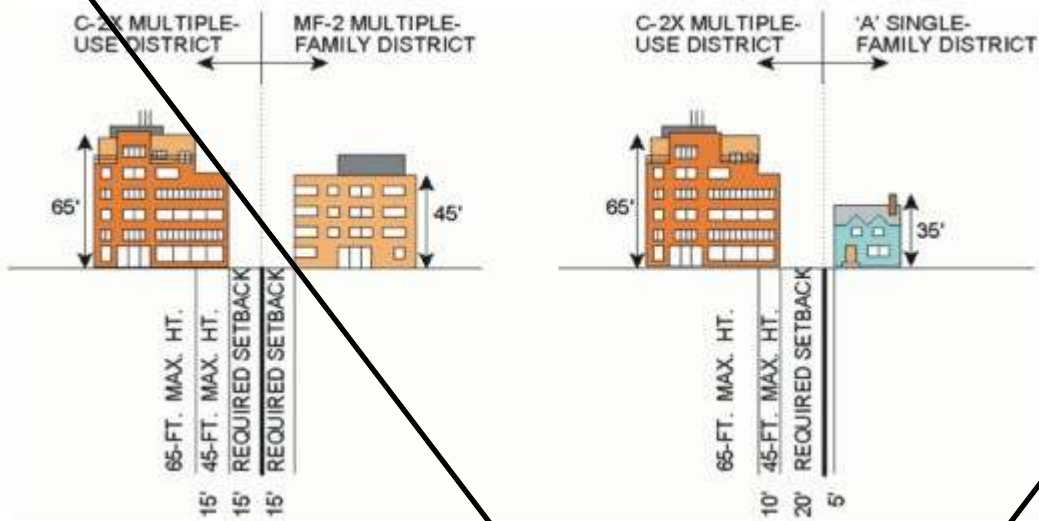 C-2X MULTIPLE-
USE DISTRICT
MF-2 MULTIPLE-
FAMILY DISTRICT
65'
45'
65-FT. MAX. HT.
45-FT. MAX. HT.
REQUIRED SETBACK
REQUIRED SETBACK
15'
15'
15'
C-2X MULTIPLE-
USE DISTRICT
'A' SINGLE-
FAMILY DISTRICT
65'
35'
65-FT. MAX. HT.
45-FT. MAX. HT.
REQUIRED SETBACK
10'
20'
5'